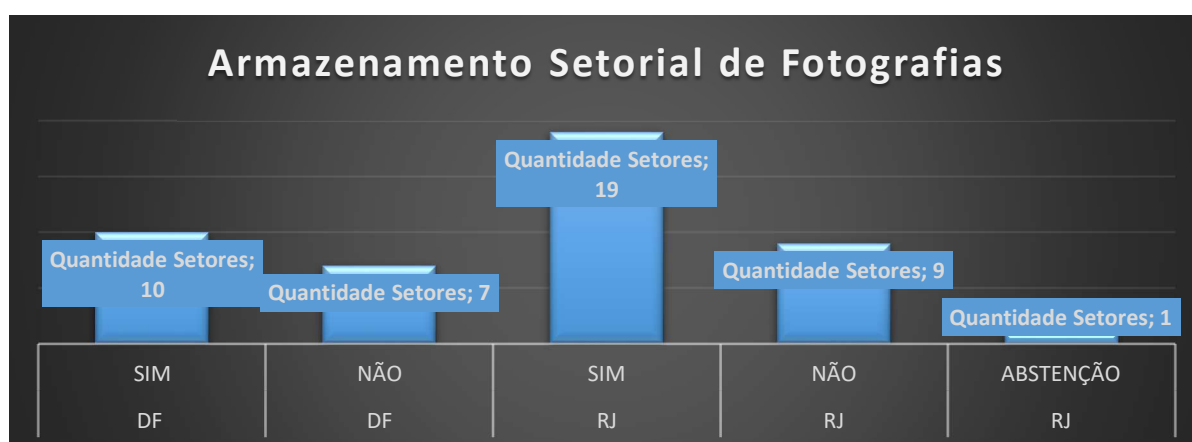 Armazenamento Setorial de Fotografias
Quantidade Setores;
10
Quantidade Setores; 7
Quantidade Setores;
19
Quantidade Setores; 9
Quantidade Setores; 1
SIM NÃO SIM NÃO ABSTENÇÃO
DF DF RJ RJ RJ